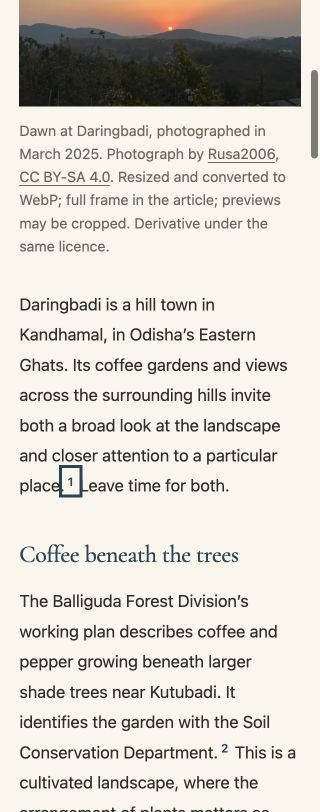 Dawn at Daringbadi, photographed in
March 2025. Photograph by Rusa2006,
CC BY-SA 4.0. Resized and converted to
WebP; full frame in the article; previews
may be cropped. Derivative under the
same licence.
Daringbadi is a hill town in
Kandhamal, in Odisha’s Eastern
Ghats. Its coffee gardens and views
across the surrounding hills invite
both a broad look at the landscape
and closer attention to a particular
place. 1 Leave time for both.
Coffee beneath the trees
The Balliguda Forest Division’s
working plan describes coffee and
pepper growing beneath larger
shade trees near Kutubadi. It
identifies the garden with the Soil
Conservation Department. 2 This is a
cultivated landscape, where the